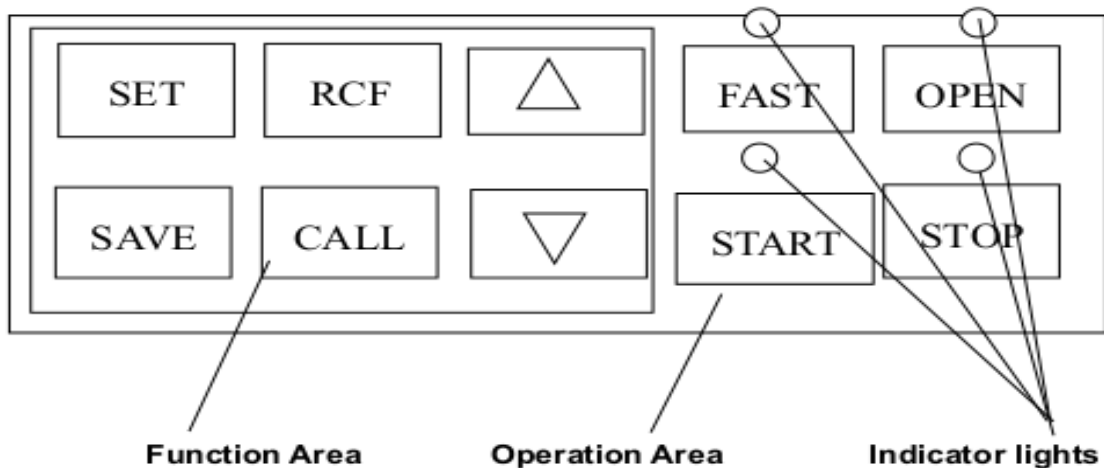 SET RCF FAST OPEN
SAVE CALL START STOP
Function Area Operation Area Indicator lights